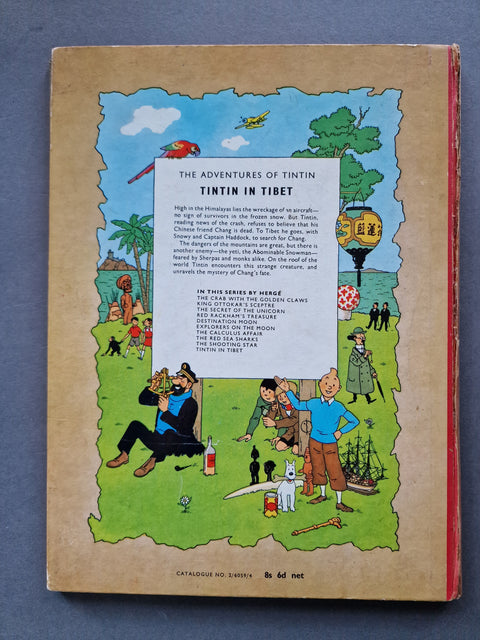 THE ADVENTURES OF TINTIN
TINTIN IN TIBET
High in the Himalayas lies the wreckage of an aircraft—
no sign of survivors in the frozen snow. But Tintin,
reading news of the crash, refuses to believe that his
Chinese friend Chang is dead. To Tibet he goes, with
Snowy and Captain Haddock, to search for Chang.
The dangers of the mountains are great, but there is
another enemy—the yeti, the Abominable Snowman—
feared by Sherpas and monks alike. On the roof of the
world Tintin encounters this strange creature, and
unravels the mystery of Chang's fate.
IN THIS SERIES BY HERGÉ
THE CRAB WITH THE GOLDEN CLAWS
KING OTTOKAR'S SCEPTRE
THE SECRET OF THE UNICORN
RED RACKHAM'S TREASURE
DESTINATION MOON
EXPLORERS ON THE MOON
THE CALCULUS AFFAIR
THE RED SEA SHARKS
THE SHOOTING STAR
TINTIN IN TIBET
CATALOGUE NO. 2/6059/4 8s 6d net